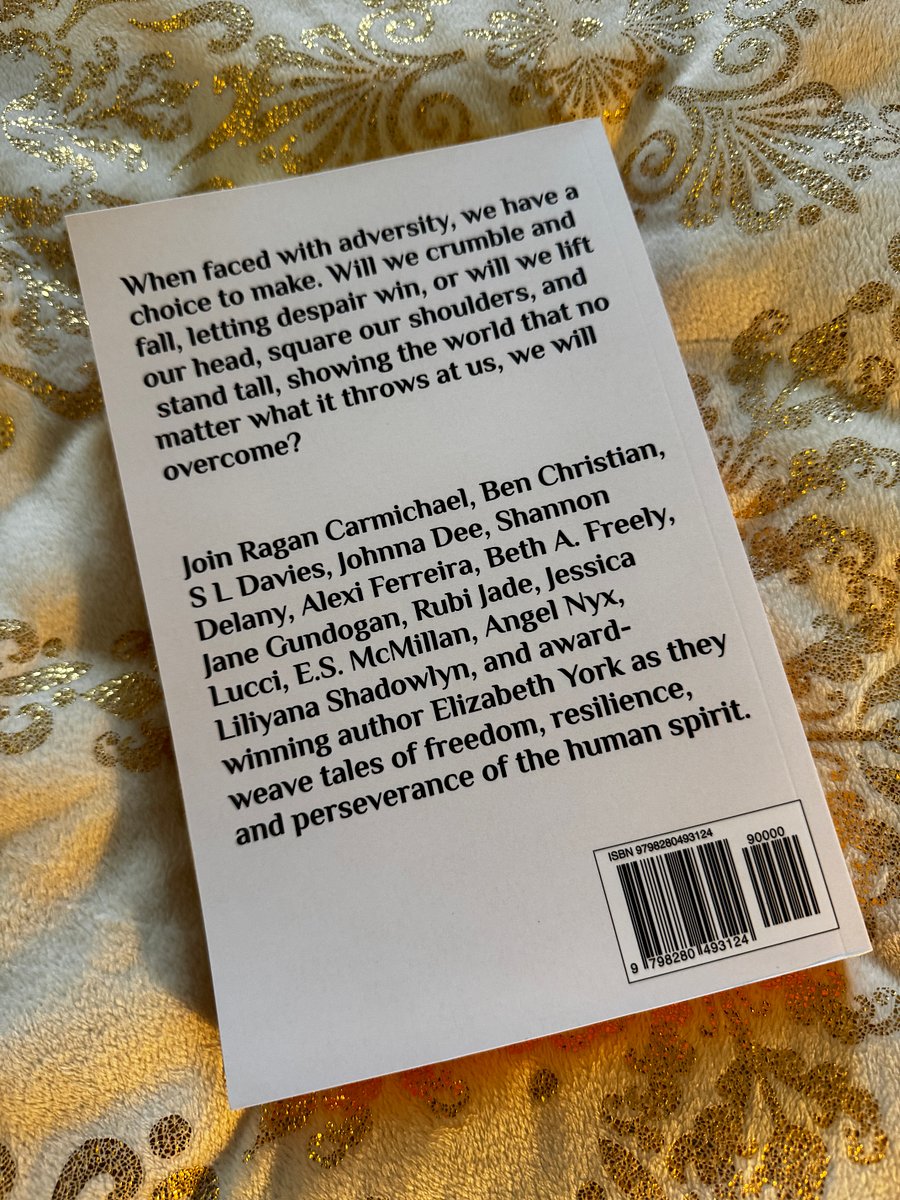 When faced with adversity, we have a
choice to make. Will we crumble and
fall, letting despair win, or will we lift
our head, square our shoulders, and
stand tall, showing the world that no
matter what it throws at us, we will
overcome?
Join Ragan Carmichael, Ben Christian,
S L Davies, Johnna Dee, Shannon
Delany, Alexi Ferreira, Beth A. Freely,
Jane Gundogan, Rubi Jade, Jessica
Lucci, E.S. McMillan, Angel Nyx,
Liliyana Shadowlyn, and award-
winning author Elizabeth York as they
weave tales of freedom, resilience,
and perseverance of the human spirit.
ISBN 9798280493124
90000
9 798280 493124